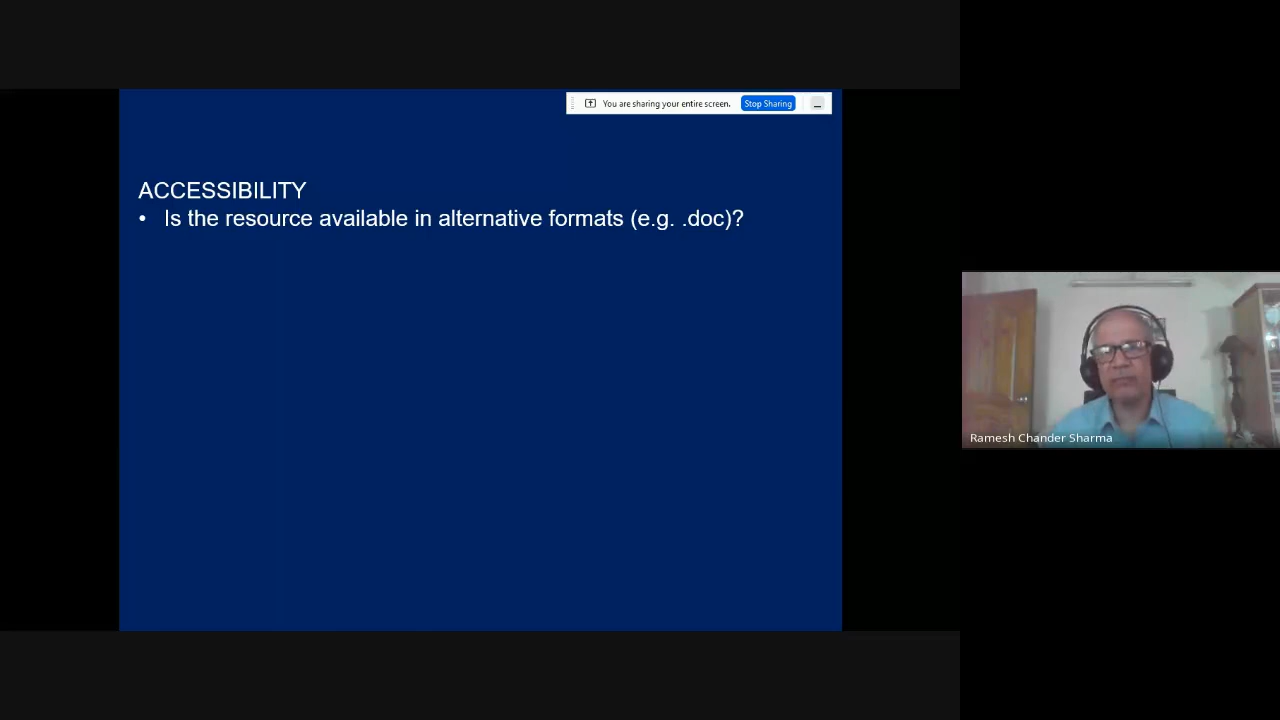 You are sharing your entire screen. Stop Sharing
ACCESSIBILITY
• Is the resource available in alternative formats (e.g. .doc)?
Ramesh Chander Sharma